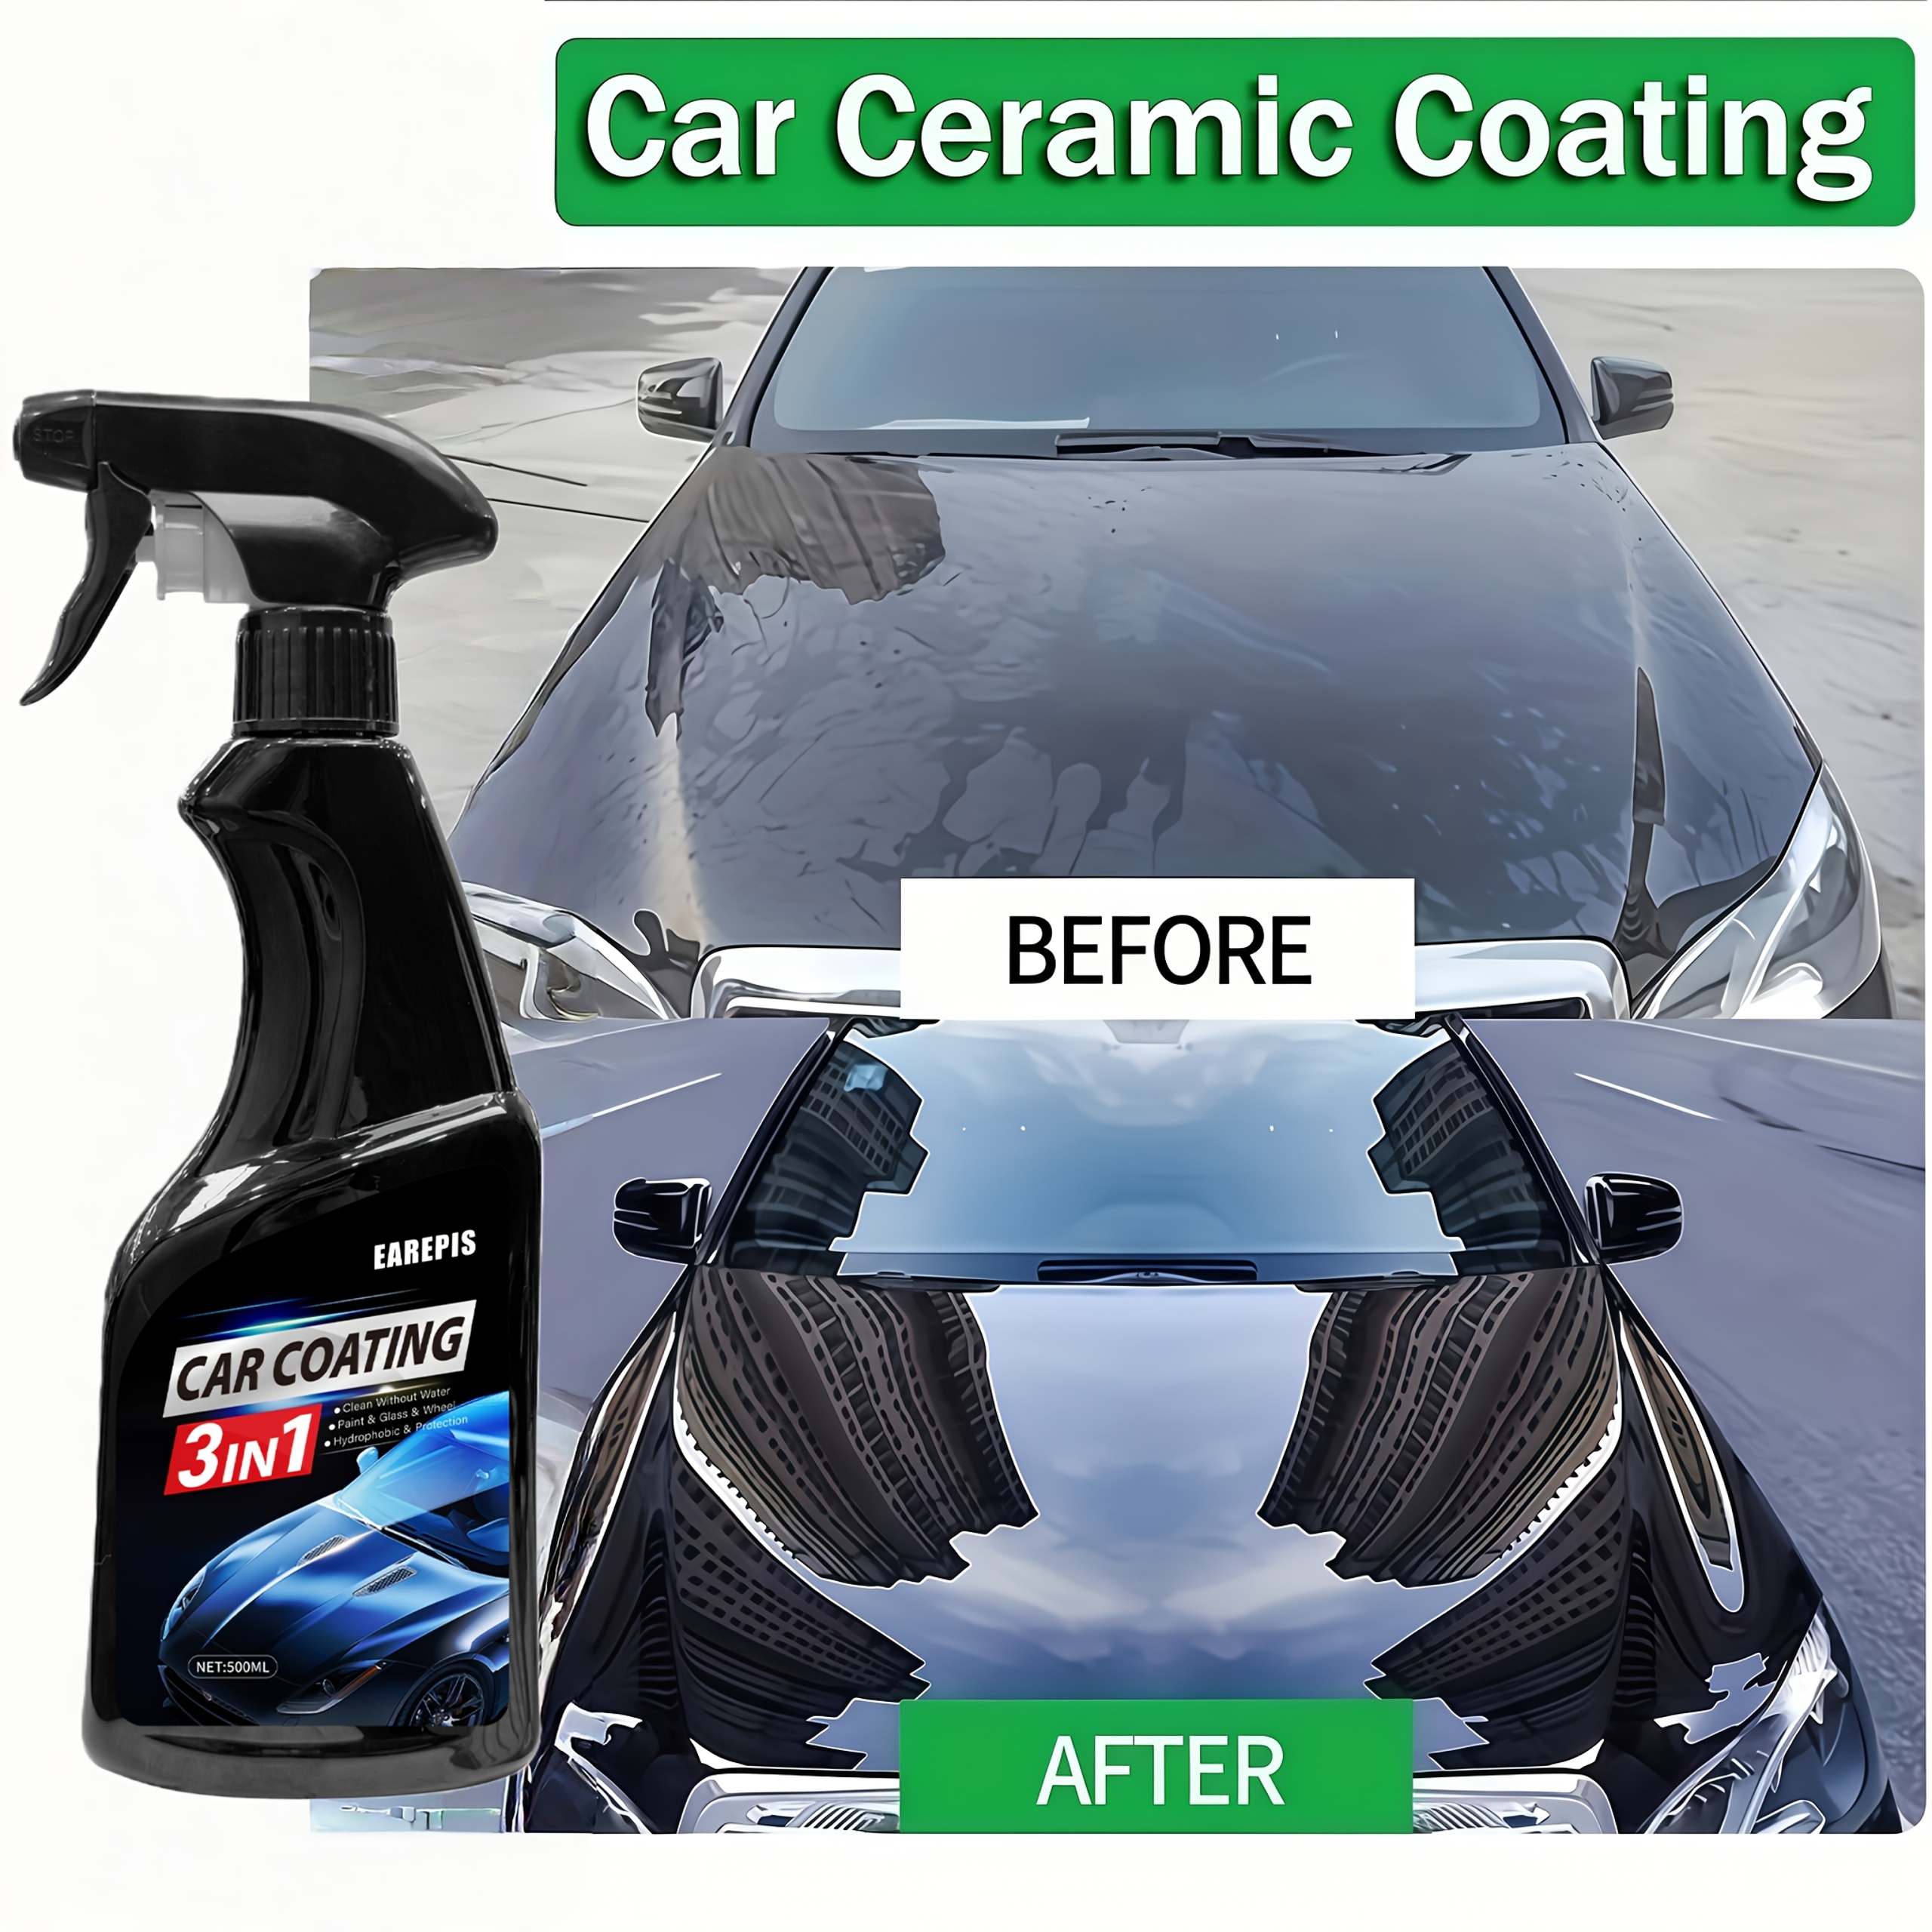 Car Ceramic Coating
STOP
BEFORE
EAREPIS
CAR COATING
3IN1
• Clean Without Water
• Paint & Glass & Wheel
• Hydrophobic & Protection
NET:500ML
AFTER